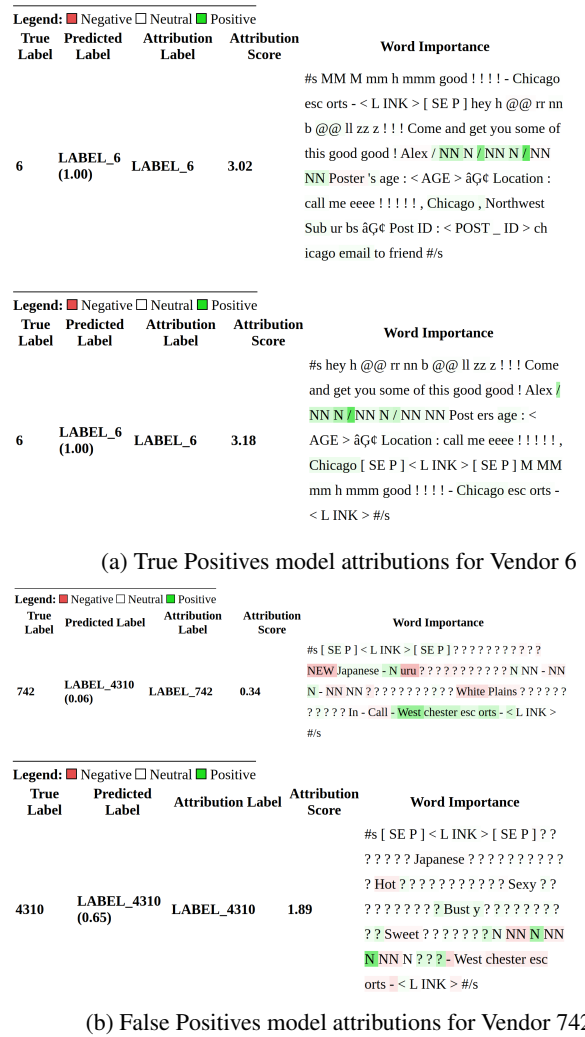 Legend: Negative Neutral Positive
True Label Predicted Label Attribution Label Attribution Score Word Importance
6 LABEL_6 (1.00) LABEL_6 3.02
#s MM M mm h mmm good ! ! ! ! - Chicago
esc orts - < L INK > [ SE P ] hey h @@ rr nn
b @@ ll zz z ! ! ! Come and get you some of
this good good ! Alex / NN N / NN N / NN
NN Poster 's age : < AGE > âĢ¢ Location :
call me eeee ! ! ! ! ! , Chicago , Northwest
Sub ur bs âĢ¢ Post ID : < POST _ ID > ch
icago email to friend #/s
Legend: Negative Neutral Positive
True Label Predicted Label Attribution Label Attribution Score Word Importance
6 LABEL_6 (1.00) LABEL_6 3.18
#s hey h @@ rr nn b @@ ll zz z ! ! ! Come
and get you some of this good good ! Alex /
NN N / NN N / NN NN Post ers age : <
AGE > âĢ¢ Location : call me eeee ! ! ! ! ! ,
Chicago [ SE P ] < L INK > [ SE P ] M MM
mm h mmm good ! ! ! ! - Chicago esc orts -
< L INK > #/s
(a) True Positives model attributions for Vendor 6
Legend: Negative Neutral Positive
True Label Predicted Label Attribution Label Attribution Score Word Importance
742 LABEL_4310 (0.06) LABEL_742 0.34
#s [ SE P ] < L INK > [ SE P ] ? ? ? ? ? ? ? ? ? ? ?
NEW Japanese - N uru ? ? ? ? ? ? ? ? ? ? ? N NN - NN
N - NN NN ? ? ? ? ? ? ? ? ? ? ? White Plains ? ? ? ? ? ?
? ? ? ? ? In - Call - West chester esc orts - < L INK >
#/s
Legend: Negative Neutral Positive
True Label Predicted Label Attribution Label Attribution Score Word Importance
4310 LABEL_4310 (0.65) LABEL_4310 1.89
#s [ SE P ] < L INK > [ SE P ] ? ?
? ? ? ? ? Japanese ? ? ? ? ? ? ? ? ? ?
? Hot ? ? ? ? ? ? ? ? ? ? ? Sexy ? ?
? ? ? ? ? ? ? ? ? Bust y ? ? ? ? ? ? ? ?
? ? Sweet ? ? ? ? ? ? ? N NN N NN
N NN N ? ? ? - West chester esc
orts - < L INK > #/s
(b) False Positives model attributions for Vendor 742